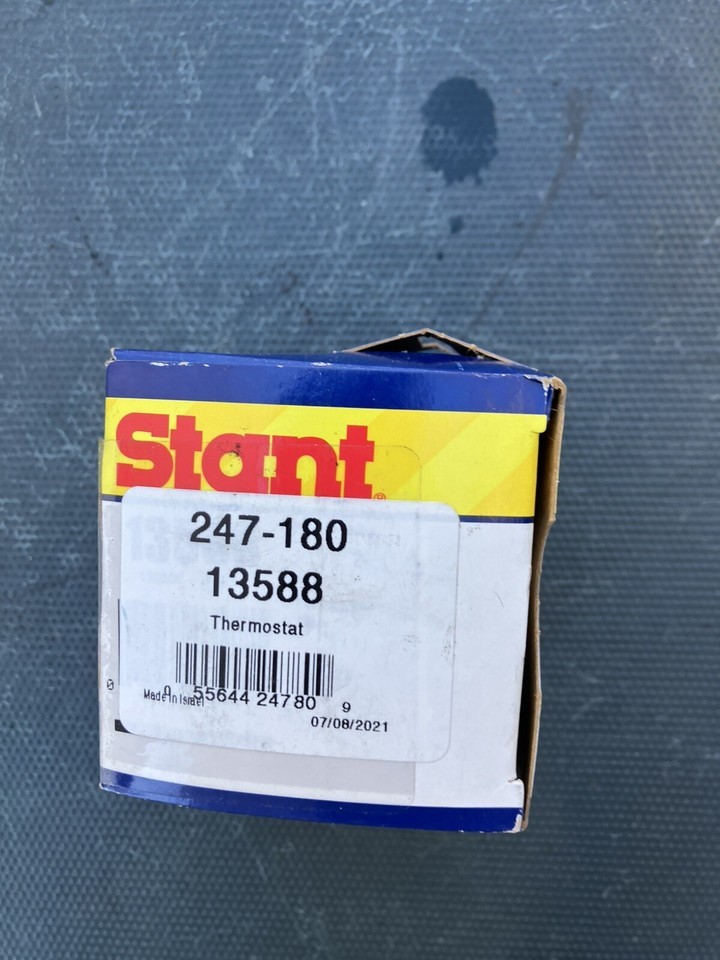 Stant®
247-180
13588
Thermostat
0 55644 24780 9
Made in Israel
07/08/2021